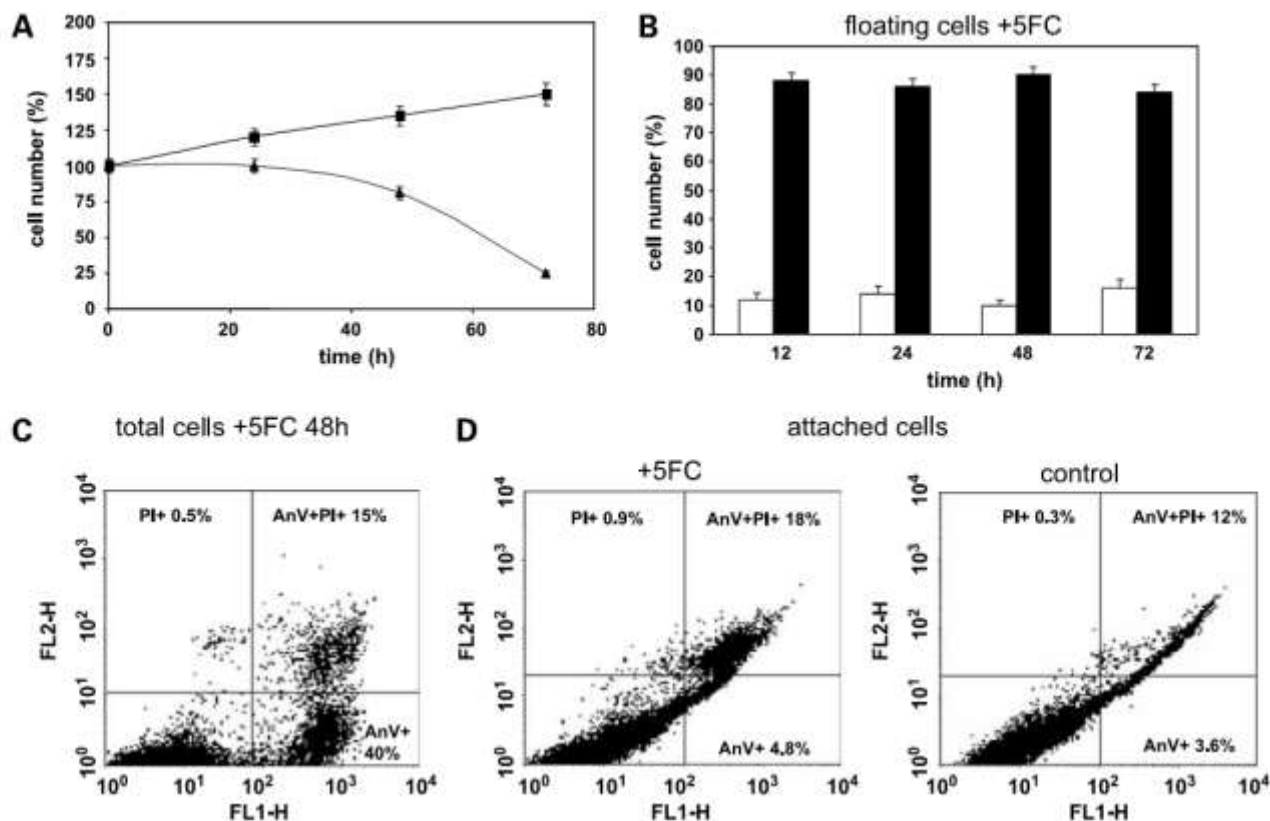 A
200
175
150
125
100
75
50
25
0
cell number (%)
0 20 40 60 80
time (h)
B
floating cells +5FC
100
90
80
70
60
50
40
30
20
10
0
cell number (%)
12 24 48 72
time (h)
C
total cells +5FC 48h
10⁴
10³
10²
10¹
10⁰
FL2-H
PI+ 0.5%
AnV+PI+ 15%
AnV+
40%
10⁰ 10¹ 10² 10³ 10⁴
FL1-H
D
attached cells
+5FC
10⁴
10³
10²
10¹
10⁰
FL2-H
PI+ 0.9%
AnV+PI+ 18%
AnV+ 4.8%
10⁰ 10¹ 10² 10³ 10⁴
FL1-H
control
10⁴
10³
10²
10¹
10⁰
FL2-H
PI+ 0.3%
AnV+PI+ 12%
AnV+ 3.6%
10⁰ 10¹ 10² 10³ 10⁴
FL1-H